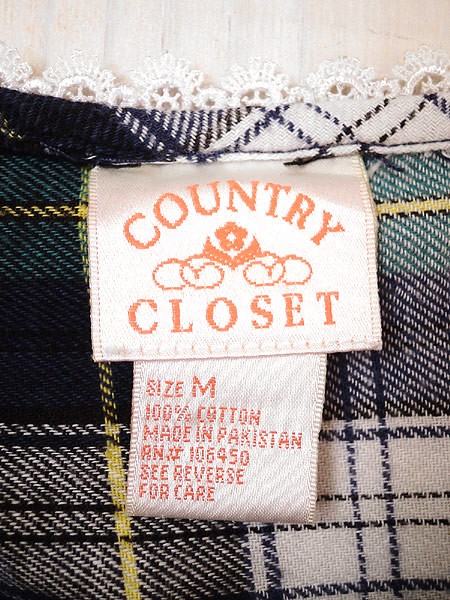 COUNTRY
CLOSET
SIZE M
100% COTTON
MADE IN PAKISTAN
RN# 106450
SEE REVERSE
FOR CARE